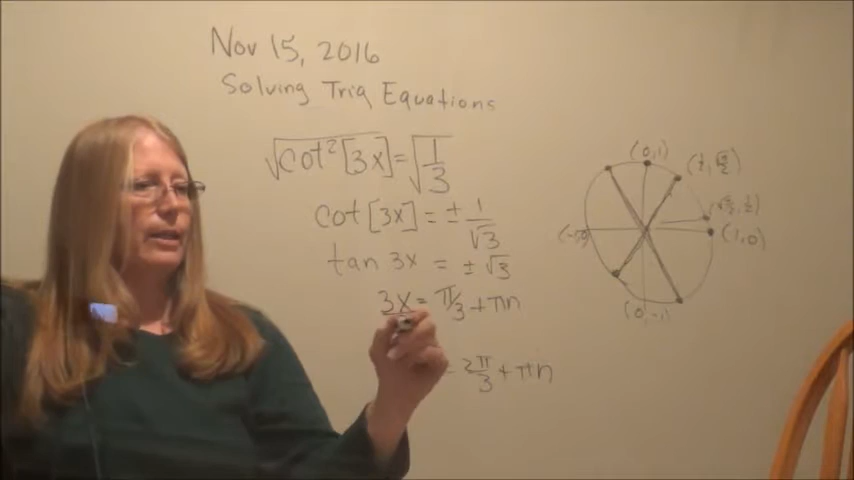 Nov 15, 2016
Solving Trig Equations
√cot²[3x] = √1/3
cot [3x] = ± 1/√3
tan 3x = ± √3
3x = π/3 + πn
= 2π/3 + πn
(0,1)
(1/2, √3/2)
(√3/2, 1/2)
(1,0)
(0,-1)